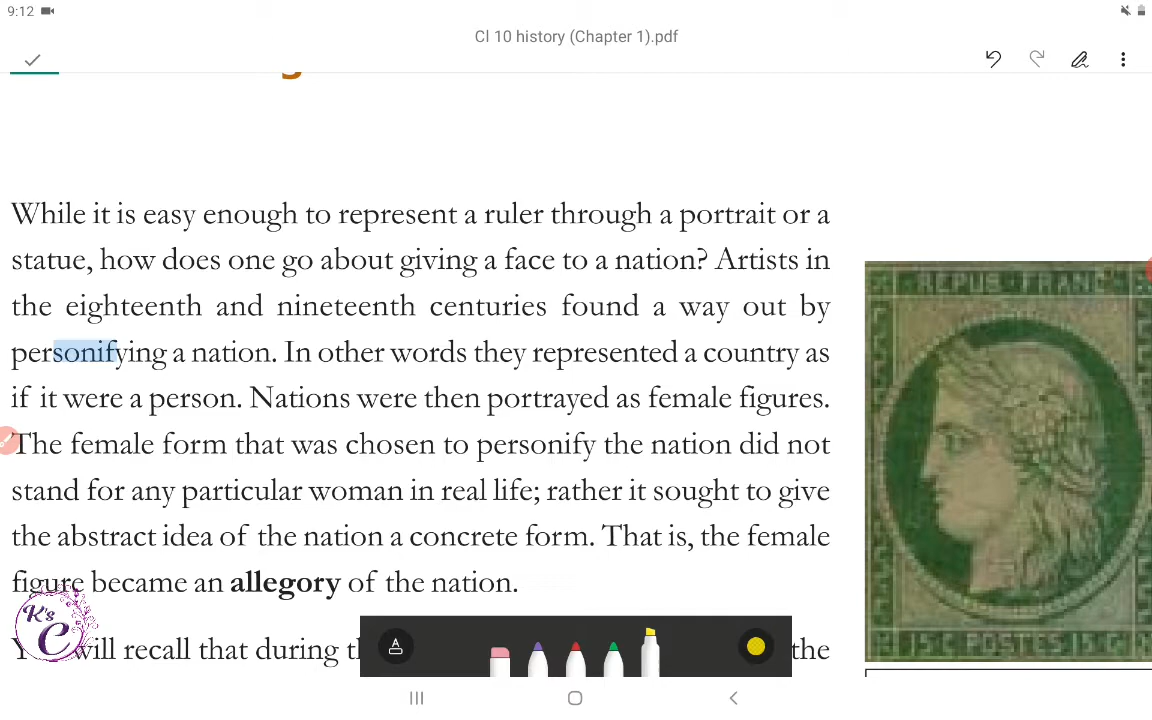 9:12
Cl 10 history (Chapter 1).pdf
While it is easy enough to represent a ruler through a portrait or a
statue, how does one go about giving a face to a nation? Artists in
the eighteenth and nineteenth centuries found a way out by
personifying a nation. In other words they represented a country as
if it were a person. Nations were then portrayed as female figures.
The female form that was chosen to personify the nation did not
stand for any particular woman in real life; rather it sought to give
the abstract idea of the nation a concrete form. That is, the female
figure became an allegory of the nation.
will recall that during the
K's
C
REPUB FRANC
15 C POSTES 15 C